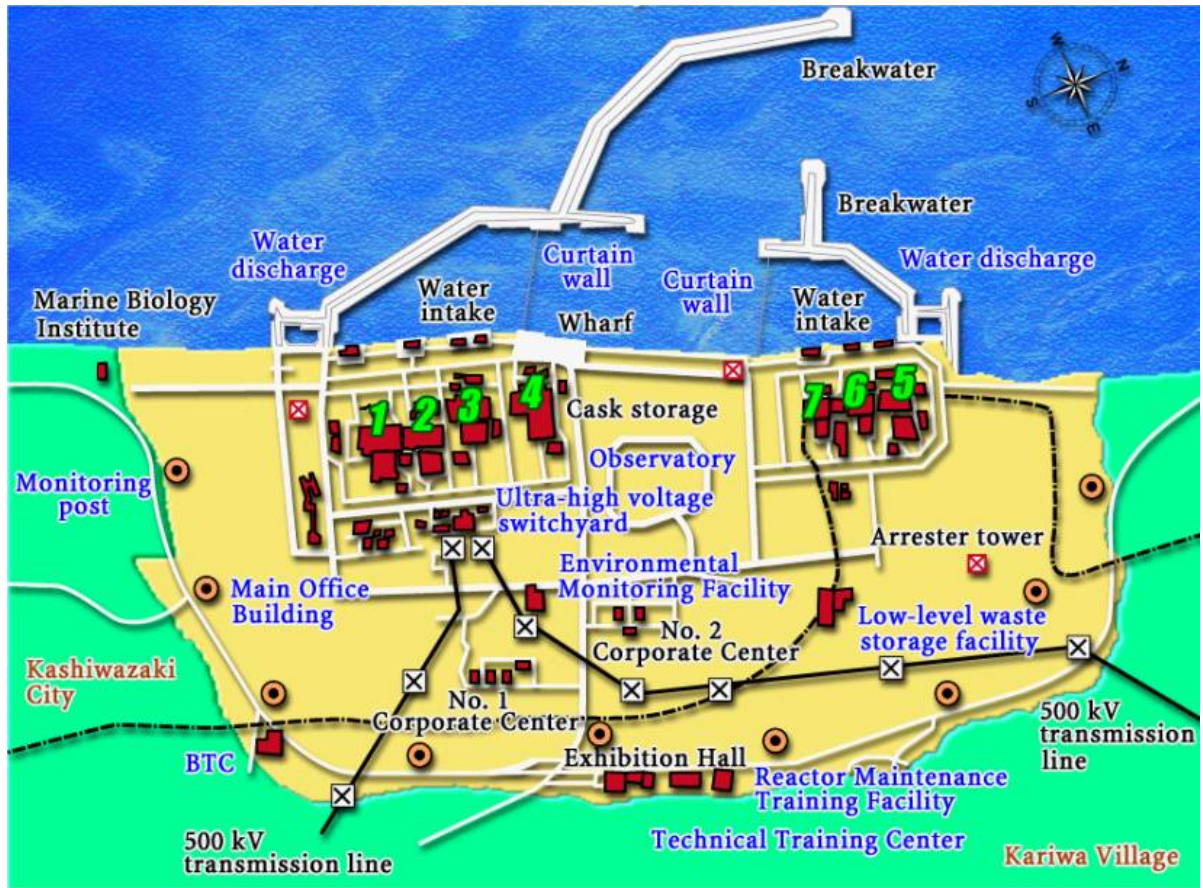 Breakwater
W
N
S
E
Breakwater
Water
discharge
Curtain
wall
Water discharge
Curtain
wall
Marine Biology
Institute
Water
intake
Wharf
Water
intake
1
2
3
4
7
6
5
Cask storage
Observatory
Monitoring
post
Ultra-high voltage
switchyard
Arrester tower
Environmental
Monitoring Facility
Main Office
Building
Low-level waste
storage facility
No. 2
Corporate Center
Kashiwazaki
City
No. 1
Corporate Center
500 kV
transmission
line
BTC
Exhibition Hall
Reactor Maintenance
Training Facility
500 kV
transmission line
Technical Training Center
Kariwa Village